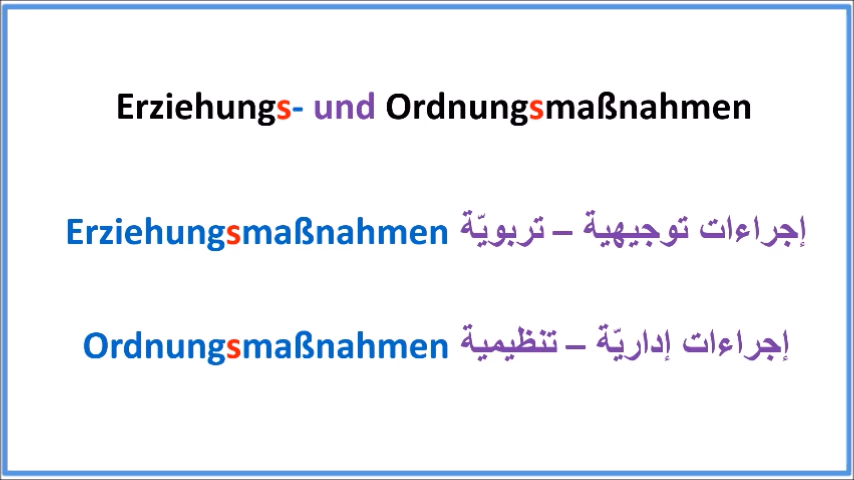 Erziehungs- und Ordnungsmaßnahmen
Erziehungsmaßnahmen إجراءات توجيهية – تربويّة
Ordnungsmaßnahmen إجراءات إداريّة – تنظيمية